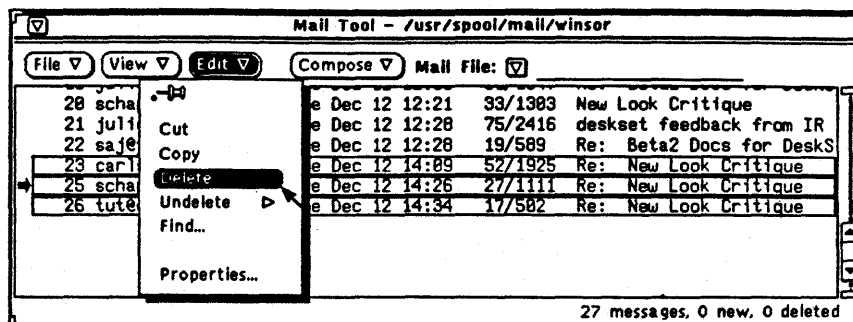 Mail Tool - /usr/spool/mail/winsor
File View Edit Compose Mail File:
20 scha e Dec 12 12:21 33/1303 New Look Critique
21 juli e Dec 12 12:28 75/2416 deskset feedback from IR
22 saj@ e Dec 12 12:28 19/509 Re: Beta2 Docs for DeskS
23 carl e Dec 12 14:09 52/1925 Re: New Look Critique
25 scha e Dec 12 14:26 27/1111 Re: New Look Critique
26 tut@ e Dec 12 14:34 17/502 Re: New Look Critique
Cut
Copy
Delete
Undelete
Find...
Properties...
27 messages, 0 new, 0 deleted